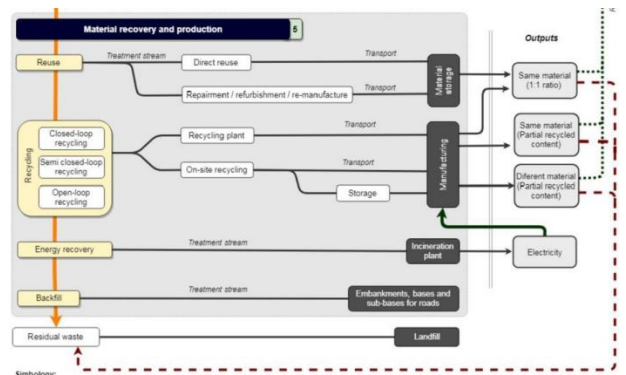 Material recovery and production
5
Outputs
Reuse
Treatment stream
Direct reuse
Transport
Repairment / refurbishment / re-manufacture
Transport
Material
storage
Same material
(1:1 ratio)
Recycling
Closed-loop
recycling
Semi closed-loop
recycling
Open-loop
recycling
Recycling plant
Transport
On-site recycling
Transport
Storage
Manufacturing
Same material
(Partial recycled
content)
Diferent material
(Partial recycled
content)
Energy recovery
Treatment stream
Incineration
plant
Electricity
Backfill
Treatment stream
Embankments, bases and
sub-bases for roads
Residual waste
Landfill